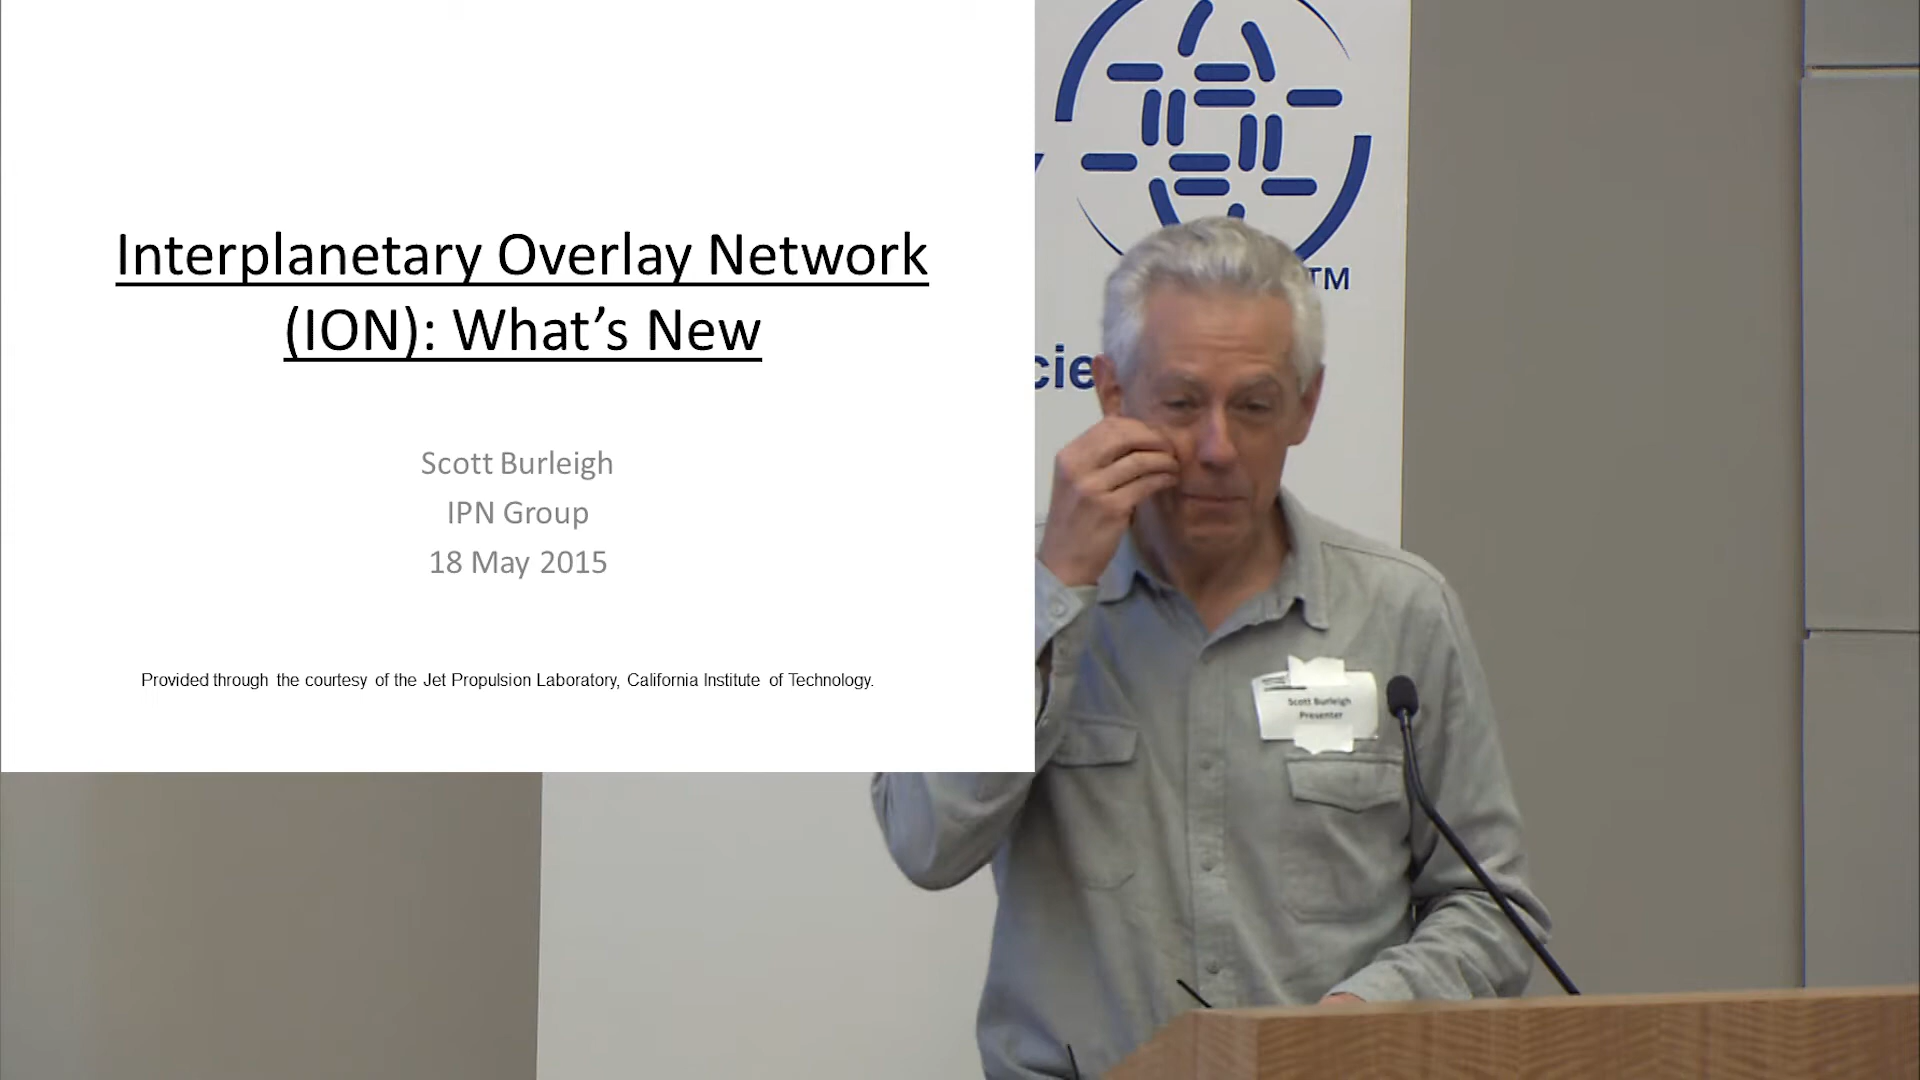 Interplanetary Overlay Network
(ION): What's New
Scott Burleigh
IPN Group
18 May 2015
Provided through the courtesy of the Jet Propulsion Laboratory, California Institute of Technology.
TM
cie
Scott Burleigh
Presenter